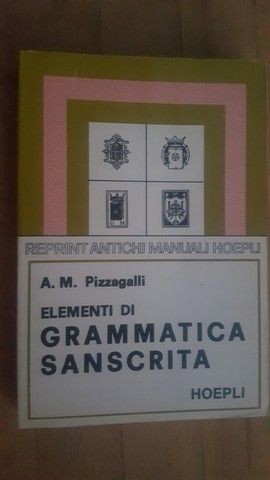 REPRINT ANTICHI MANUALI HOEPLI
A. M. Pizzagalli
ELEMENTI DI
GRAMMATICA
SANSCRITA
HOEPLI